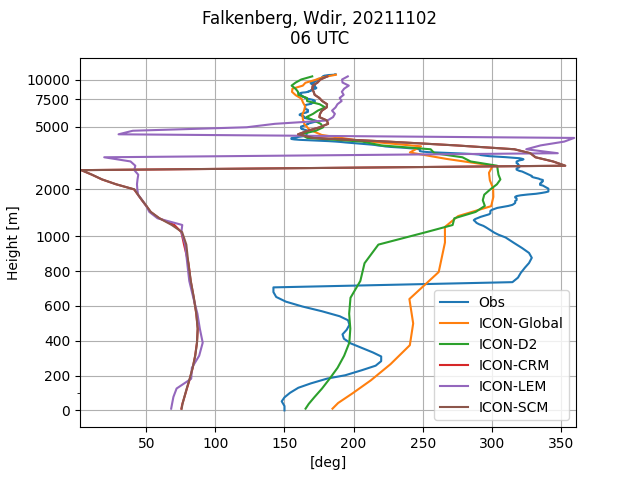 Falkenberg, Wdir, 20211102
06 UTC
Height [m]
10000
7500
5000
2000
1000
800
600
400
200
0
50
100
150
200
250
300
350
[deg]
Obs
ICON-Global
ICON-D2
ICON-CRM
ICON-LEM
ICON-SCM